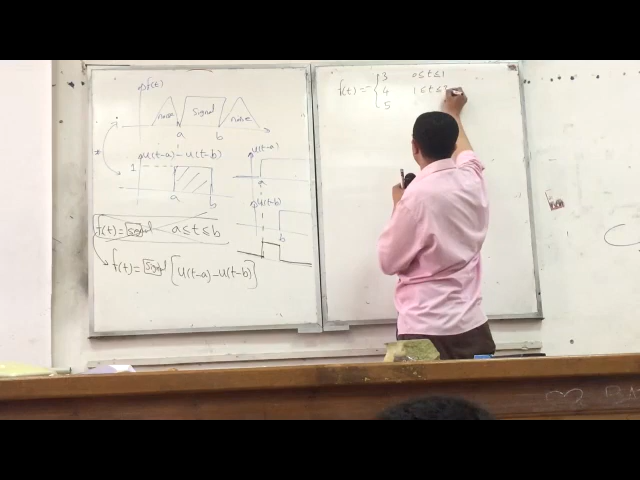 f(t)
noise signal noise
a b
u(t-a)-u(t-b)
1
a b
f(t)= signal a≤t≤b
f(t)= signal [u(t-a)-u(t-b)]
u(t-a)
a
u(t-b)
b
f(t)= { 3 0≤t≤1
4 1≤t≤
5